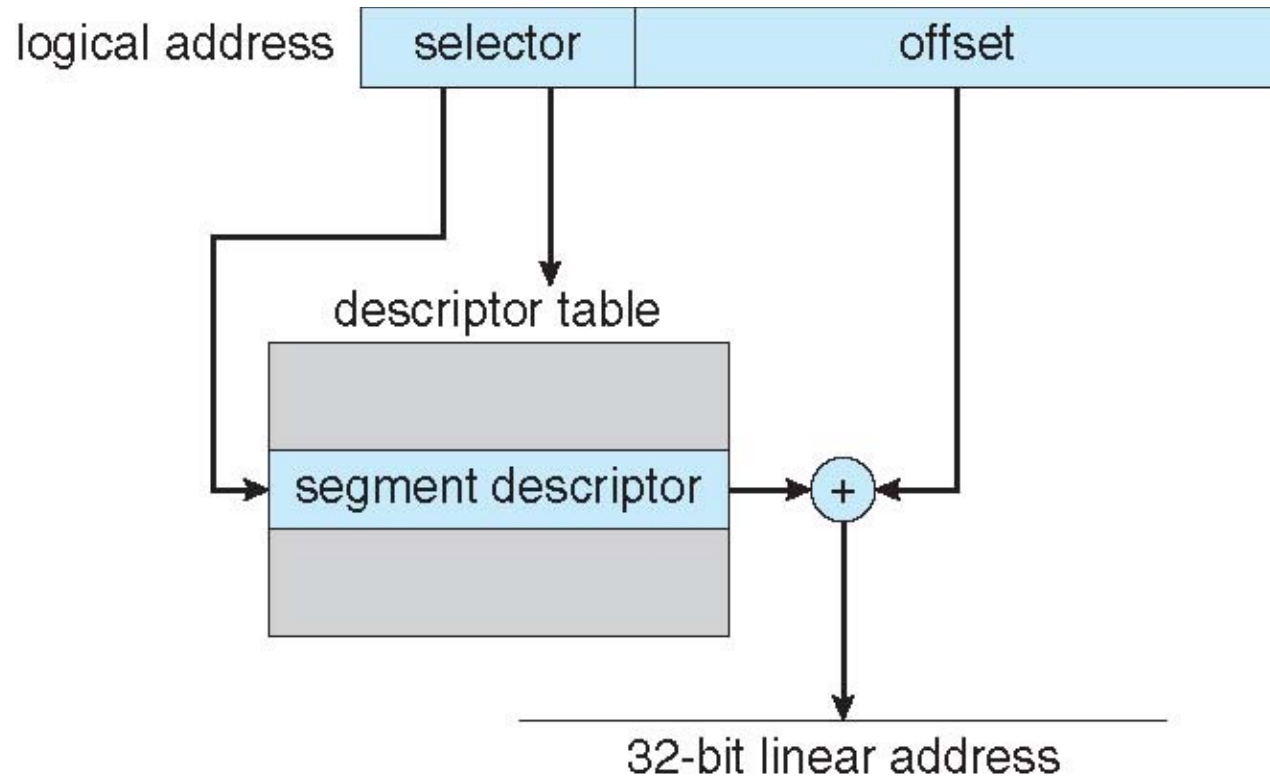 logical address selector offset
descriptor table
segment descriptor +
32-bit linear address